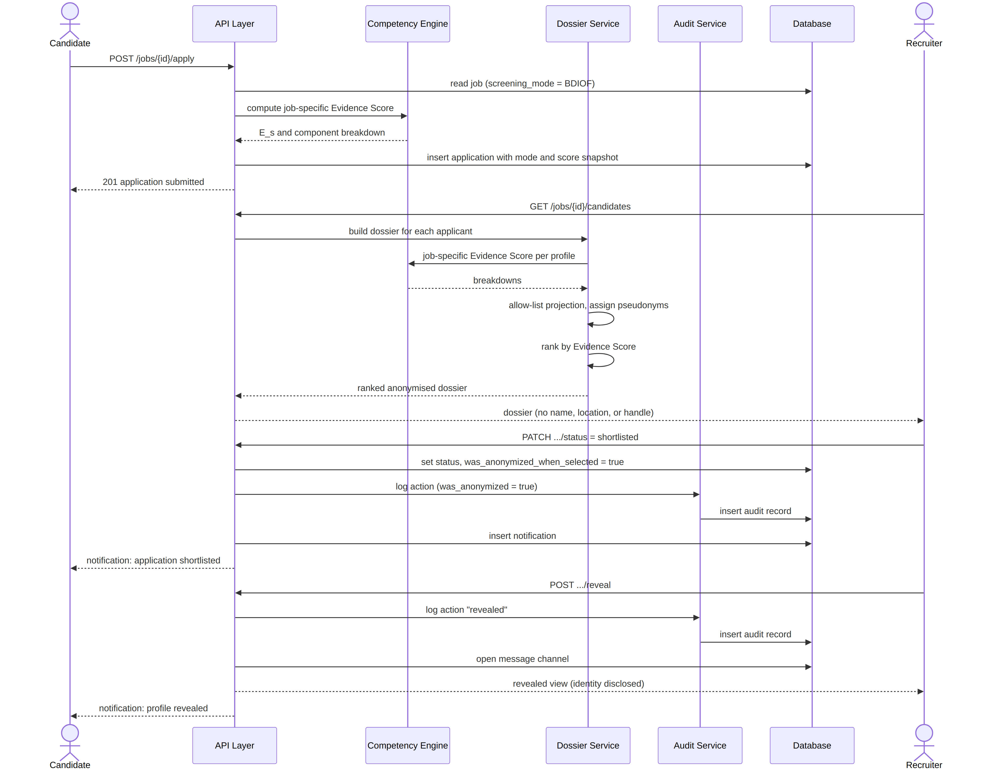 Candidate
API Layer
Competency Engine
Dossier Service
Audit Service
Database
Recruiter
POST /jobs/{id}/apply
read job (screening_mode = BDIOF)
compute job-specific Evidence Score
E_s and component breakdown
insert application with mode and score snapshot
201 application submitted
GET /jobs/{id}/candidates
build dossier for each applicant
job-specific Evidence Score per profile
breakdowns
allow-list projection, assign pseudonyms
rank by Evidence Score
ranked anonymised dossier
dossier (no name, location, or handle)
PATCH .../status = shortlisted
set status, was_anonymized_when_selected = true
log action (was_anonymized = true)
insert audit record
insert notification
notification: application shortlisted
POST .../reveal
log action "revealed"
insert audit record
open message channel
revealed view (identity disclosed)
notification: profile revealed
Candidate
API Layer
Competency Engine
Dossier Service
Audit Service
Database
Recruiter